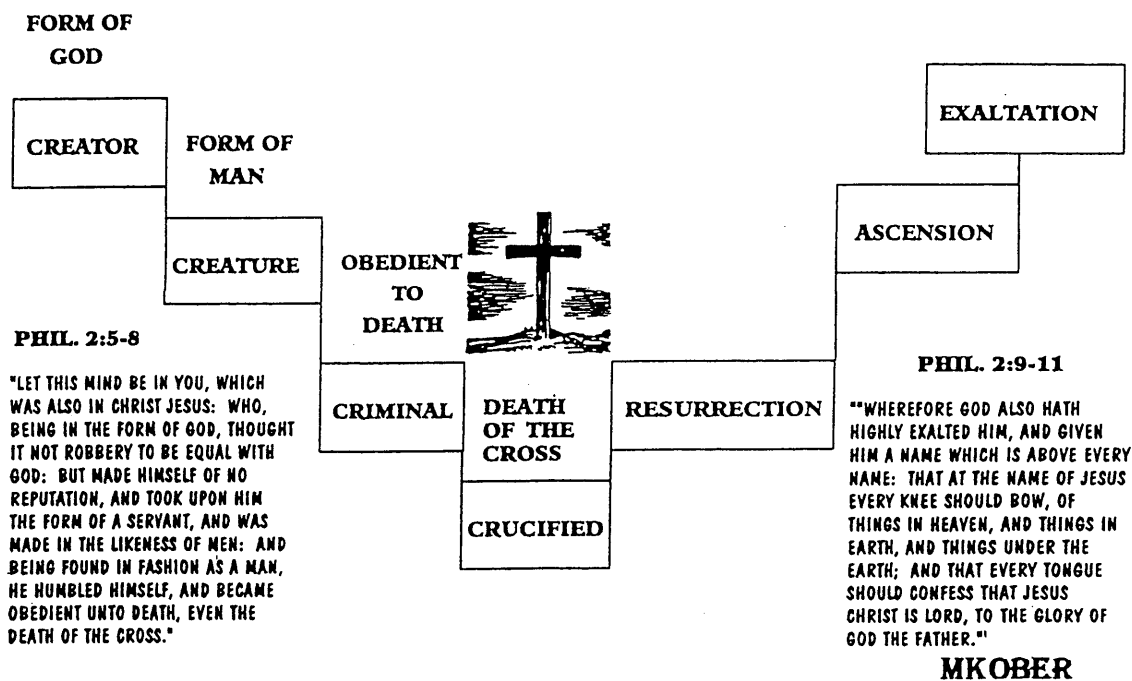 FORM OF
GOD
CREATOR
FORM OF
MAN
CREATURE
OBEDIENT
TO
DEATH
CRIMINAL
DEATH
OF THE
CROSS
CRUCIFIED
RESURRECTION
ASCENSION
EXALTATION
PHIL. 2:5-8
"LET THIS MIND BE IN YOU, WHICH
WAS ALSO IN CHRIST JESUS: WHO,
BEING IN THE FORM OF GOD, THOUGHT
IT NOT ROBBERY TO BE EQUAL WITH
GOD: BUT MADE HIMSELF OF NO
REPUTATION, AND TOOK UPON HIM
THE FORM OF A SERVANT, AND WAS
MADE IN THE LIKENESS OF MEN: AND
BEING FOUND IN FASHION AS A MAN,
HE HUMBLED HIMSELF, AND BECAME
OBEDIENT UNTO DEATH, EVEN THE
DEATH OF THE CROSS."
PHIL. 2:9-11
""WHEREFORE GOD ALSO HATH
HIGHLY EXALTED HIM, AND GIVEN
HIM A NAME WHICH IS ABOVE EVERY
NAME: THAT AT THE NAME OF JESUS
EVERY KNEE SHOULD BOW, OF
THINGS IN HEAVEN, AND THINGS IN
EARTH, AND THINGS UNDER THE
EARTH; AND THAT EVERY TONGUE
SHOULD CONFESS THAT JESUS
CHRIST IS LORD, TO THE GLORY OF
GOD THE FATHER."'
MKOBER